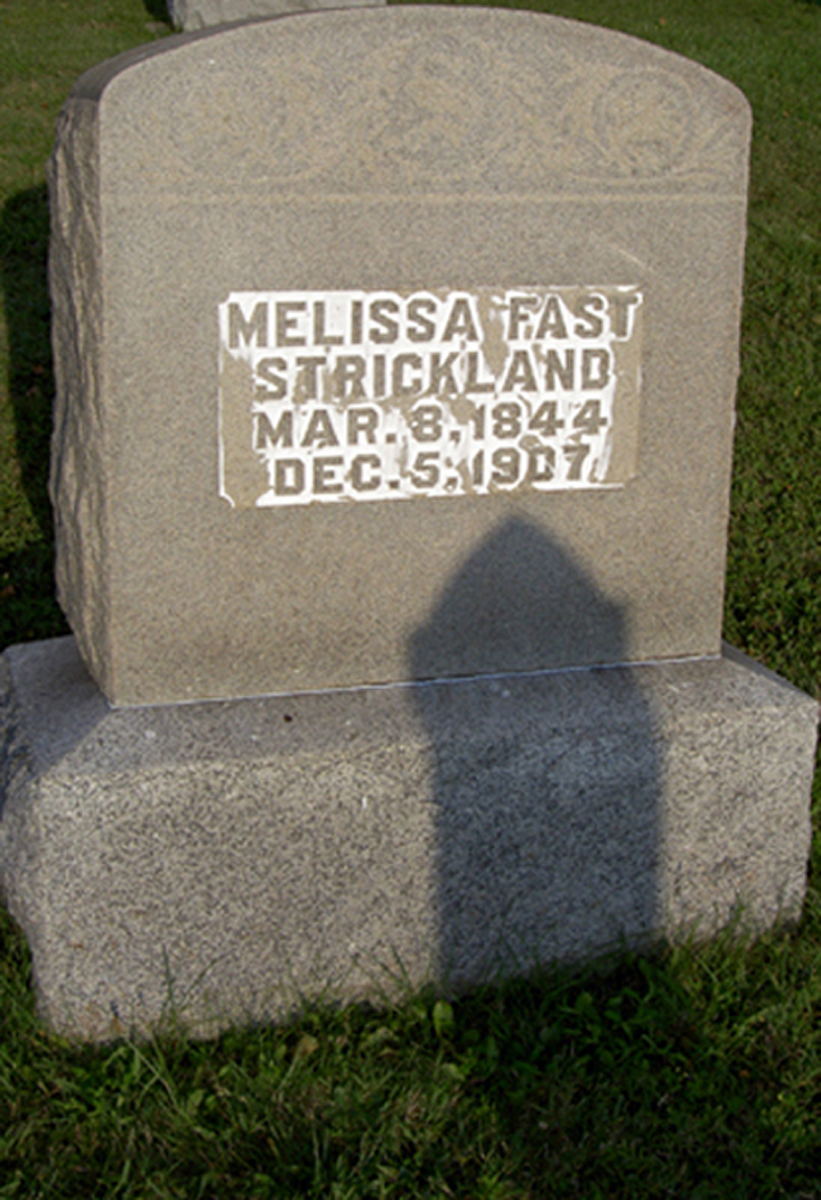 MELISSA FAST
STRICKLAND
MAR. 8, 1844
DEC. 5, 1907.